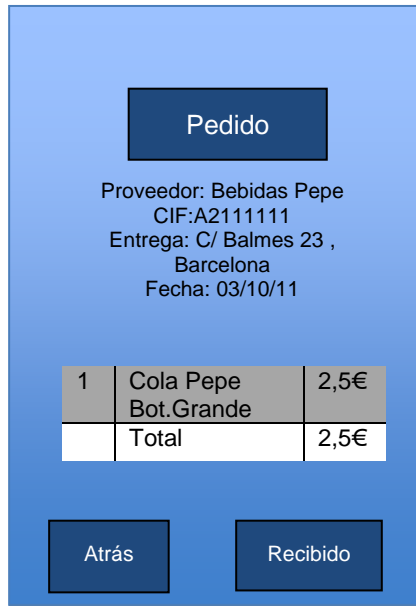 Pedido
Proveedor: Bebidas Pepe
CIF:A2111111
Entrega: C/ Balmes 23 ,
Barcelona
Fecha: 03/10/11
1 Cola Pepe 2,5€
Bot.Grande
Total 2,5€
Atrás Recibido